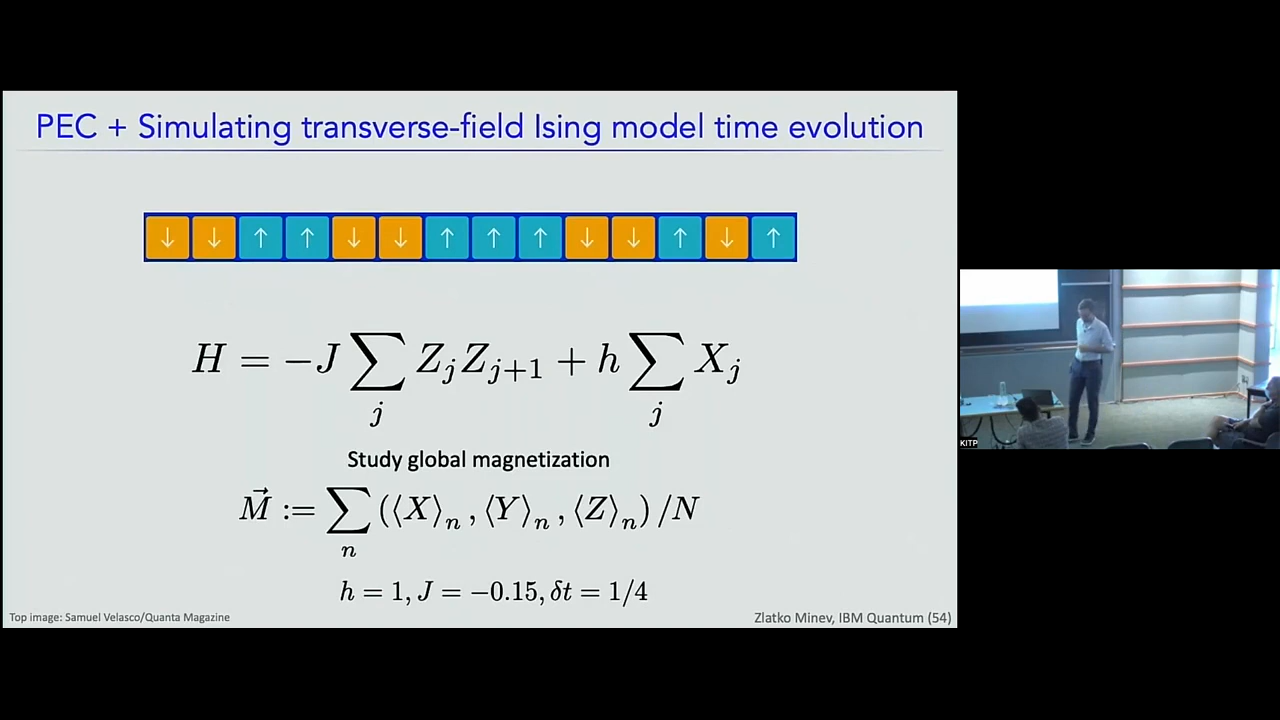 PEC + Simulating transverse-field Ising model time evolution
↓ ↓ ↑ ↑ ↓ ↓ ↑ ↑ ↑ ↓ ↓ ↑ ↓ ↑
H = −J ∑_j Z_j Z_{j+1} + h ∑_j X_j
Study global magnetization
M⃗ := ∑_n (⟨X⟩_n , ⟨Y⟩_n , ⟨Z⟩_n) /N
h = 1, J = −0.15, δt = 1/4
Top image: Samuel Velasco/Quanta Magazine
Zlatko Minev, IBM Quantum (54)
KITP